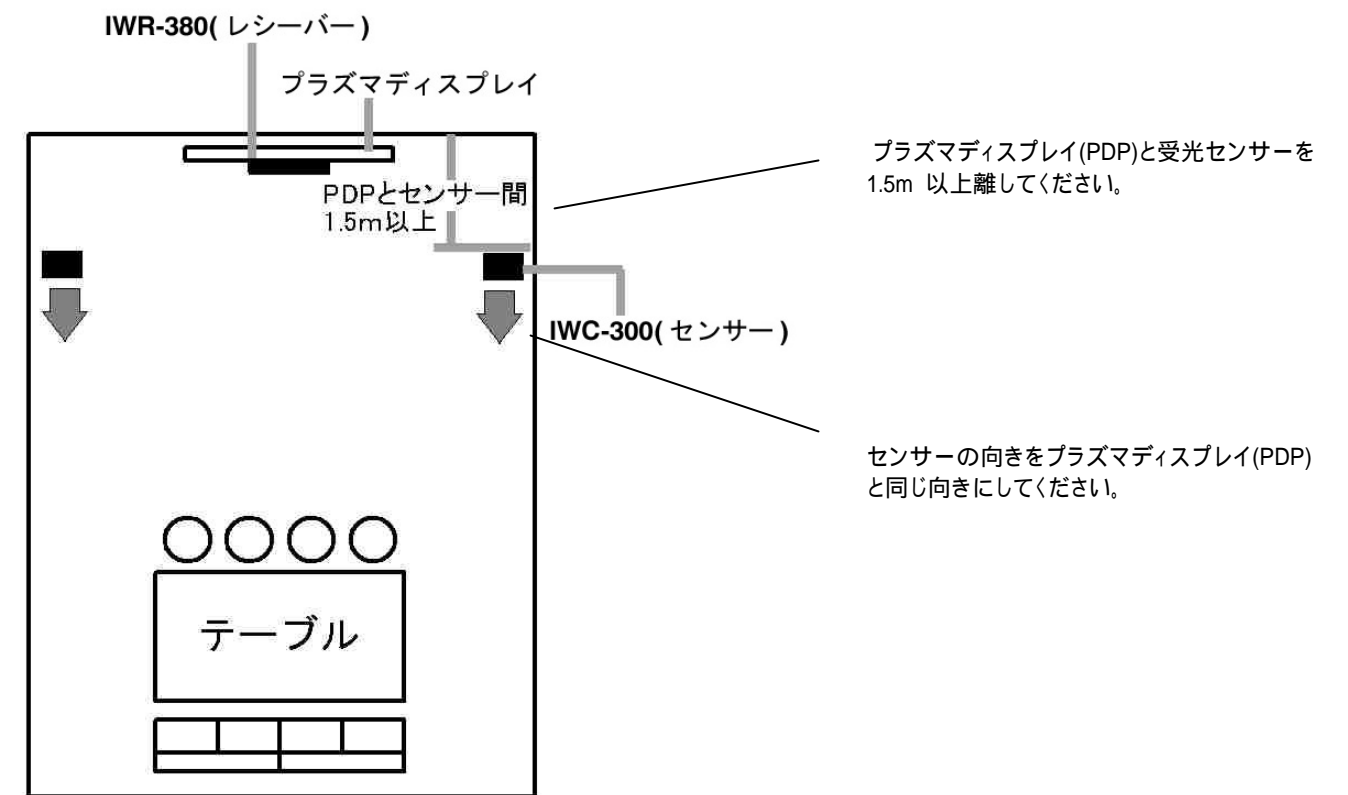 IWR-380( レシーバー )
プラズマディスプレイ
プラズマディスプレイ(PDP)と受光センサーを
1.5m 以上離してください。
PDPとセンサー間
1.5m以上
IWC-300( センサー )
センサーの向きをプラズマディスプレイ(PDP)
と同じ向きにしてください。
テーブル